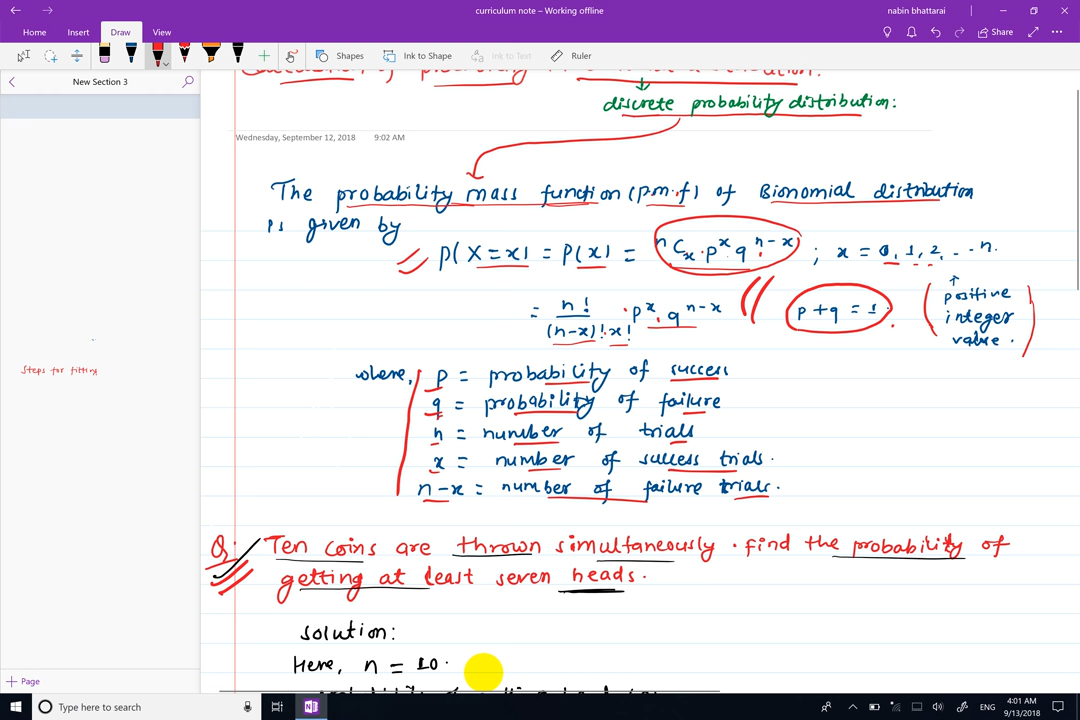 curriculum note – Working offline
nabin bhattarai
Home Insert Draw View
Share
Shapes Ink to Shape Ink to Text Ruler
New Section 3
discrete probability distribution:
Wednesday, September 12, 2018 9:02 AM
The probability mass function (p.m.f) of Bionomial distribution
is given by
P(X=x) = P(x) = ⁿCₓ.pˣ.qⁿ⁻ˣ ; x = 0, 1, 2, ... n.
= n!/(n-x)!.x! .pˣ.qⁿ⁻ˣ
p+q = 1.
(positive
integer
value.)
Steps for fitting
where, p = probability of success
q = probability of failure
n = number of trials
x = number of success trials.
n-x = number of failure trials.
Q: Ten coins are thrown simultaneously. find the probability of
getting at least seven heads.
solution:
Here, n = 10.
+ Page
Type here to search
ENG
4:01 AM
9/13/2018